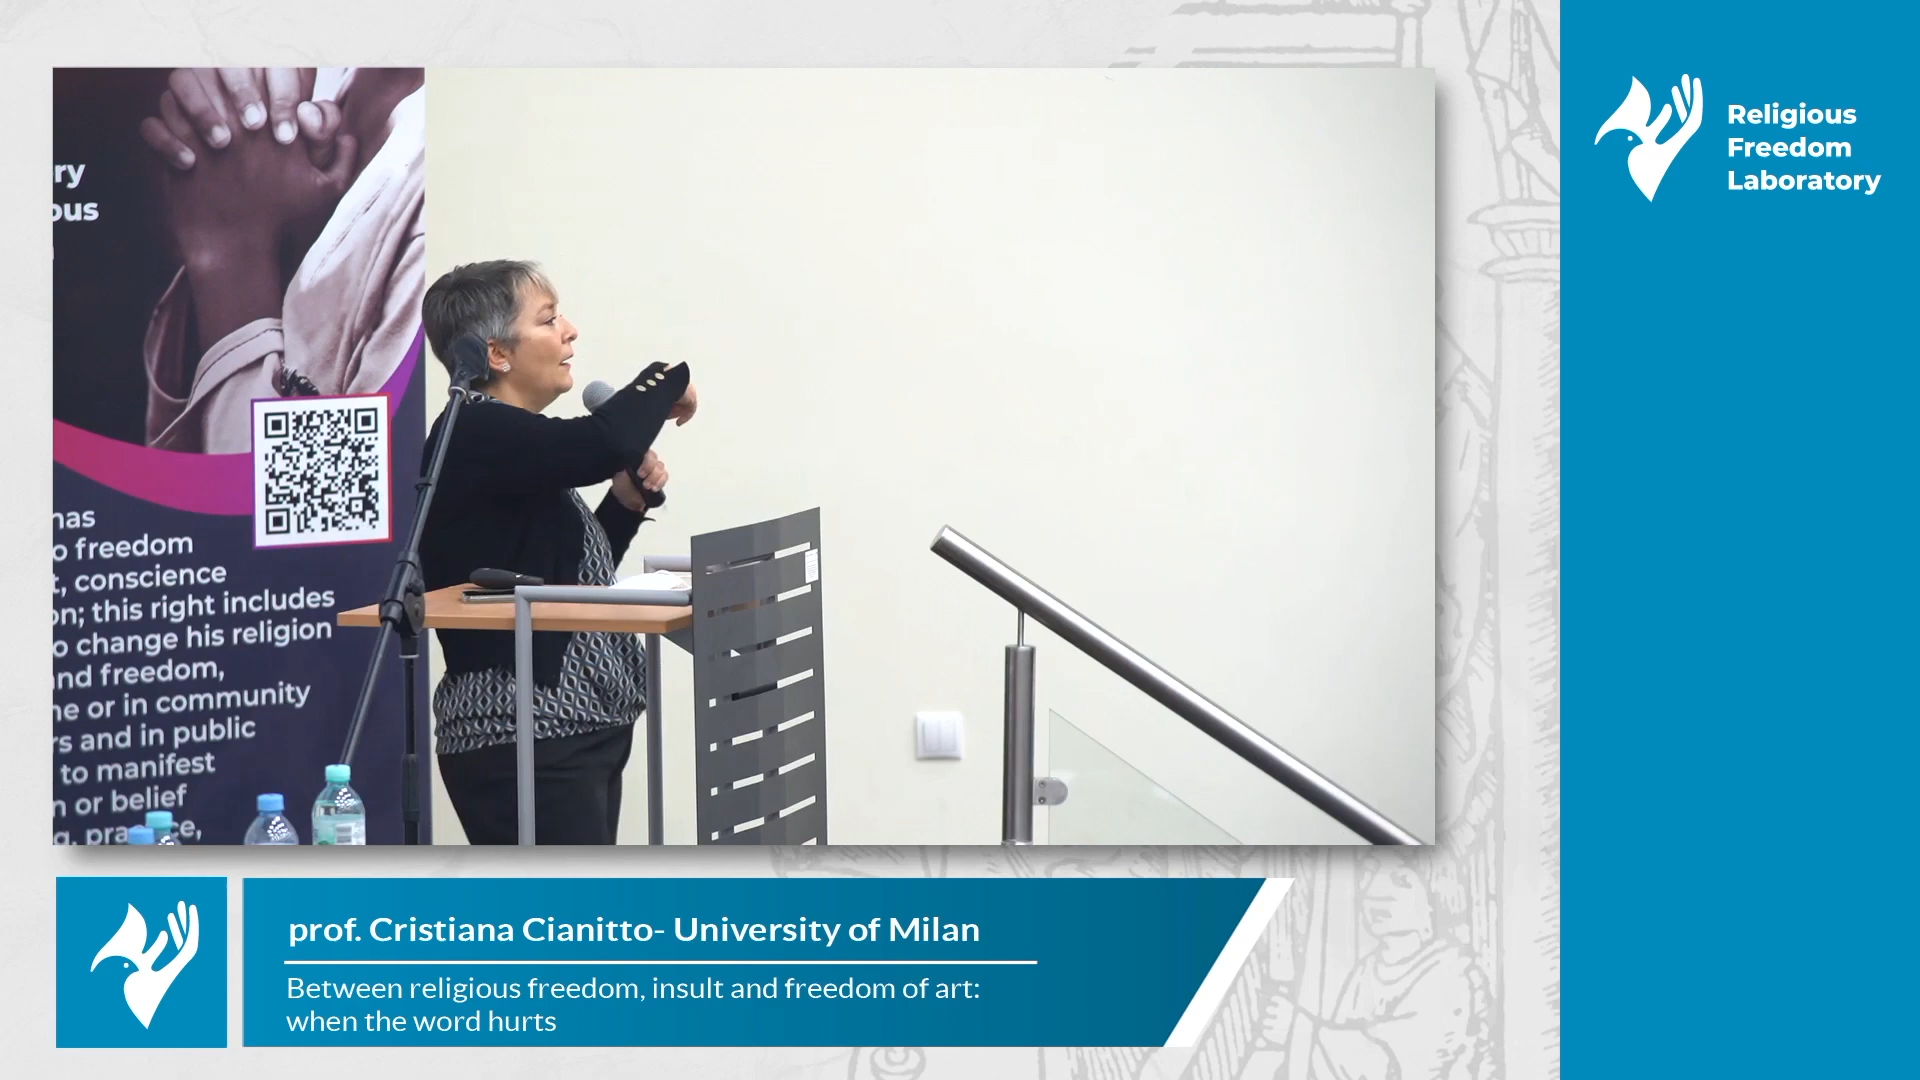 Religious
Freedom
Laboratory
ry
ous
has
o freedom
t, conscience
on; this right includes
o change his religion
and freedom,
ne or in community
rs and in public
to manifest
n or belief
prof. Cristiana Cianitto- University of Milan
Between religious freedom, insult and freedom of art:
when the word hurts